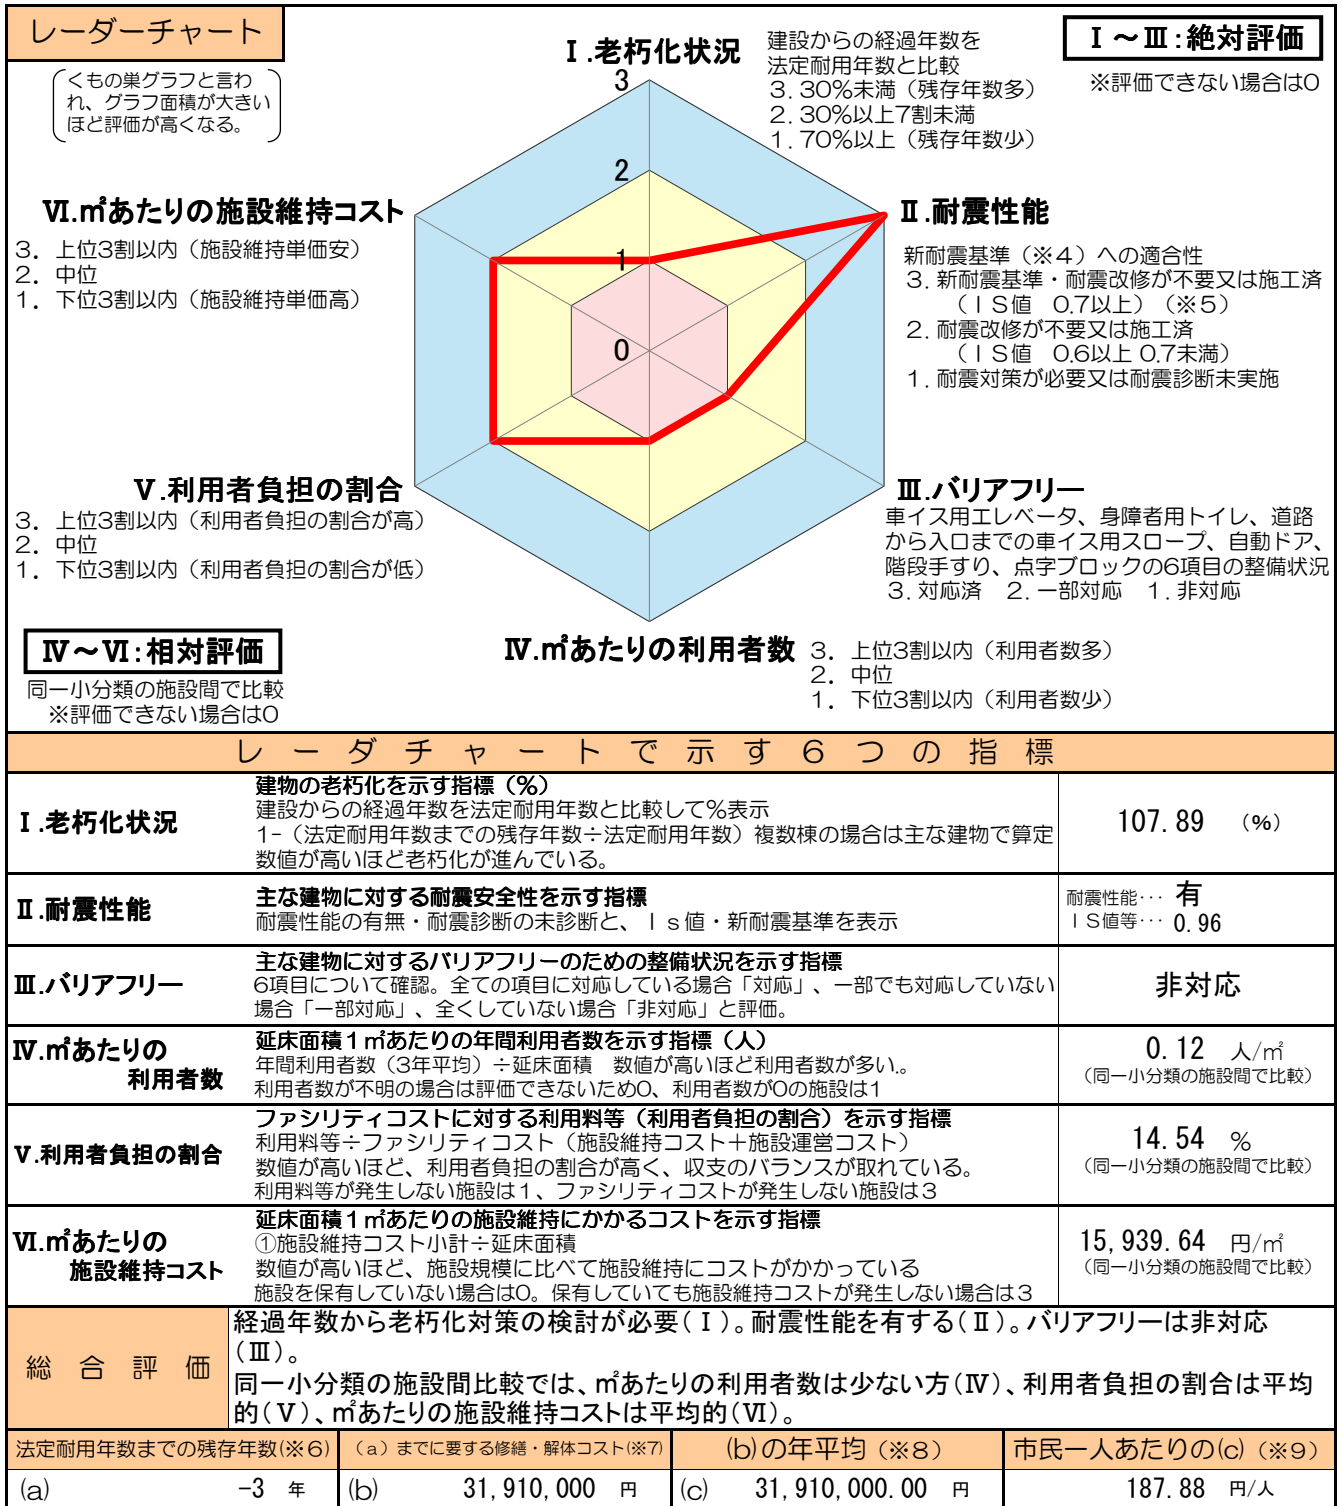 レーダーチャート
くもの巣グラフと言わ
れ、グラフ面積が大きい
ほど評価が高くなる。
Ⅰ.老朽化状況
建設からの経過年数を
法定耐用年数と比較
3.30%未満（残存年数多）
2.30%以上7割未満
1.70%以上（残存年数少）
Ⅰ～Ⅲ:絶対評価
※評価できない場合は0
3
2
1
0
Ⅵ.㎡あたりの施設維持コスト
3. 上位3割以内（施設維持単価安）
2. 中位
1. 下位3割以内（施設維持単価高）
Ⅱ.耐震性能
新耐震基準（※4）への適合性
3.新耐震基準・耐震改修が不要又は施工済
（ＩＳ値　0.7以上）（※5）
2.耐震改修が不要又は施工済
（ＩＳ値　0.6以上 0.7未満）
1.耐震対策が必要又は耐震診断未実施
Ⅴ.利用者負担の割合
3. 上位3割以内（利用者負担の割合が高）
2. 中位
1. 下位3割以内（利用者負担の割合が低）
Ⅲ.バリアフリー
車イス用エレベータ、身障者用トイレ、道路
から入口までの車イス用スロープ、自動ドア、
階段手すり、点字ブロックの6項目の整備状況
3.対応済　2.一部対応　1.非対応
Ⅳ～Ⅵ:相対評価
同一小分類の施設間で比較
※評価できない場合は0
Ⅳ.㎡あたりの利用者数
3. 上位3割以内（利用者数多）
2. 中位
1. 下位3割以内（利用者数少）
レーダチャートで示す6つの指標
Ⅰ.老朽化状況
建物の老朽化を示す指標（%）
建設からの経過年数を法定耐用年数と比較して%表示
1-（法定耐用年数までの残存年数÷法定耐用年数）複数棟の場合は主な建物で算定
数値が高いほど老朽化が進んでいる。
107.89　（%）
Ⅱ.耐震性能
主な建物に対する耐震安全性を示す指標
耐震性能の有無・耐震診断の未診断と、Ｉｓ値・新耐震基準を表示
耐震性能… 有
ＩＳ値等… 0.96
Ⅲ.バリアフリー
主な建物に対するバリアフリーのための整備状況を示す指標
6項目について確認。全ての項目に対応している場合「対応」、一部でも対応していない
場合「一部対応」、全くしていない場合「非対応」と評価。
非対応
Ⅳ.㎡あたりの
利用者数
延床面積１㎡あたりの年間利用者数を示す指標（人）
年間利用者数（3年平均）÷延床面積　数値が高いほど利用者数が多い。
利用者数が不明の場合は評価できないため0、利用者数が0の施設は1
0.12　人/㎡
（同一小分類の施設間で比較）
Ⅴ.利用者負担の割合
ファシリティコストに対する利用料等（利用者負担の割合）を示す指標
利用料等÷ファシリティコスト（施設維持コスト＋施設運営コスト）
数値が高いほど、利用者負担の割合が高く、収支のバランスが取れている。
利用料等が発生しない施設は１、ファシリティコストが発生しない施設は３
14.54　%
（同一小分類の施設間で比較）
Ⅵ.㎡あたりの
施設維持コスト
延床面積１㎡あたりの施設維持にかかるコストを示す指標
①施設維持コスト小計÷延床面積
数値が高いほど、施設規模に比べて施設維持にコストがかかっている
施設を保有していない場合は0。保有していても施設維持コストが発生しない場合は３
15,939.64　円/㎡
（同一小分類の施設間で比較）
総合評価
経過年数から老朽化対策の検討が必要(Ⅰ)。耐震性能を有する(Ⅱ)。バリアフリーは非対応
(Ⅲ)。
同一小分類の施設間比較では、㎡あたりの利用者数は少ない方(Ⅳ)、利用者負担の割合は平均
的(Ⅴ)、㎡あたりの施設維持コストは平均的(Ⅵ)。
法定耐用年数までの残存年数(※6)
（a）までに要する修繕・解体コスト(※7)
(b)の年平均（※8）
市民一人あたりの(c)（※9）
(a)　-3　年
(b)　31,910,000　円
(c)　31,910,000.00　円
187.88　円/人